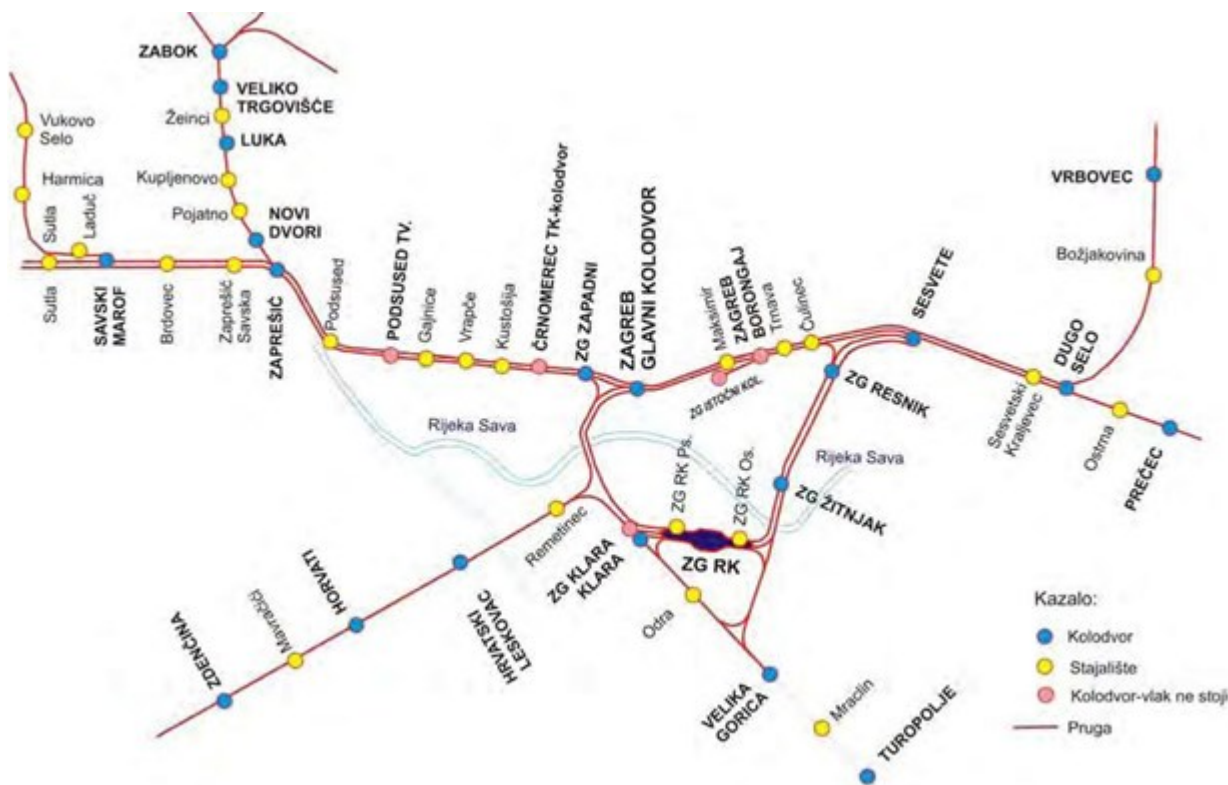 ZABOK
VELIKO
TRGOVIŠĆE
Žeinci
LUKA
Kupljenovo
Pojatno
NOVI
DVORI
Vukovo
Selo
Harmica
Sutla
Laduč
Sutla
SAVSKI
MAROF
Brdovec
Zaprešić
Savska
ZAPREŠIĆ
Podsused
PODSUSED TV.
Gajnice
Vrapče
Kustošija
ČRNOMEREC TK-kolodvor
ZG ZAPADNI
ZAGREB
GLAVNI KOLODVOR
Maksimir
ZAGREB
BORONGAJ
Trnava
Čulinec
ZG ISTOČNI KOL.
SESVETE
ZG RESNIK
VRBOVEC
Božjakovina
DUGO
SELO
Sesvetski
Kraljevec
Ostrna
PREČEC
Rijeka Sava
Rijeka Sava
ZG RK Ps.
ZG RK Os.
ZG ŽITNJAK
ZG RK
Remetinec
ZG KLARA
KLARA
Odra
HRVATSKI
LESKOVAC
HORVATI
Mavračići
ZDENČINA
VELIKA
GORICA
Mraclin
TUROPOLJE
Kazalo:
Kolodvor
Stajalište
Kolodvor-vlak ne stoji
Pruga